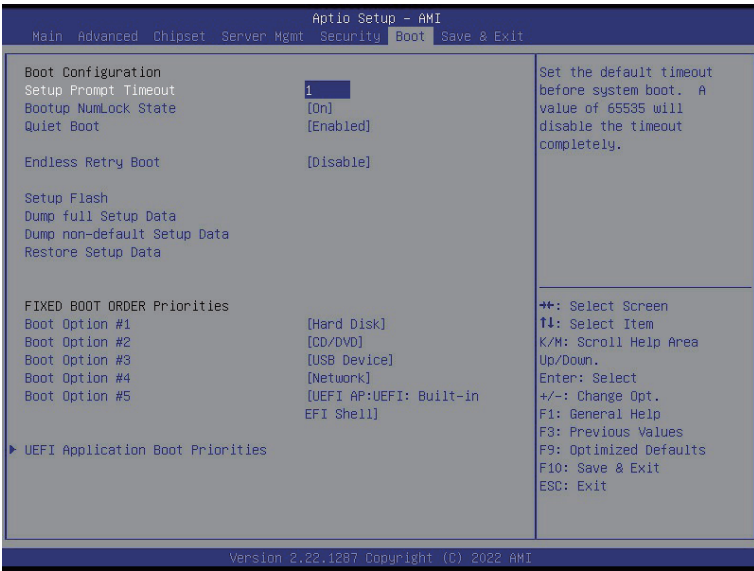 Aptio Setup – AMI
Main Advanced Chipset Server Mgmt Security Boot Save & Exit
Boot Configuration
Setup Prompt Timeout 1
Bootup NumLock State [On]
Quiet Boot [Enabled]
Endless Retry Boot [Disable]
Setup Flash
Dump full Setup Data
Dump non-default Setup Data
Restore Setup Data
FIXED BOOT ORDER Priorities
Boot Option #1 [Hard Disk]
Boot Option #2 [CD/DVD]
Boot Option #3 [USB Device]
Boot Option #4 [Network]
Boot Option #5 [UEFI AP:UEFI: Built-in
EFI Shell]
UEFI Application Boot Priorities
Set the default timeout
before system boot. A
value of 65535 will
disable the timeout
completely.
→←: Select Screen
↑↓: Select Item
K/M: Scroll Help Area
Up/Down.
Enter: Select
+/-: Change Opt.
F1: General Help
F3: Previous Values
F9: Optimized Defaults
F10: Save & Exit
ESC: Exit
Version 2.22.1287 Copyright (C) 2022 AMI